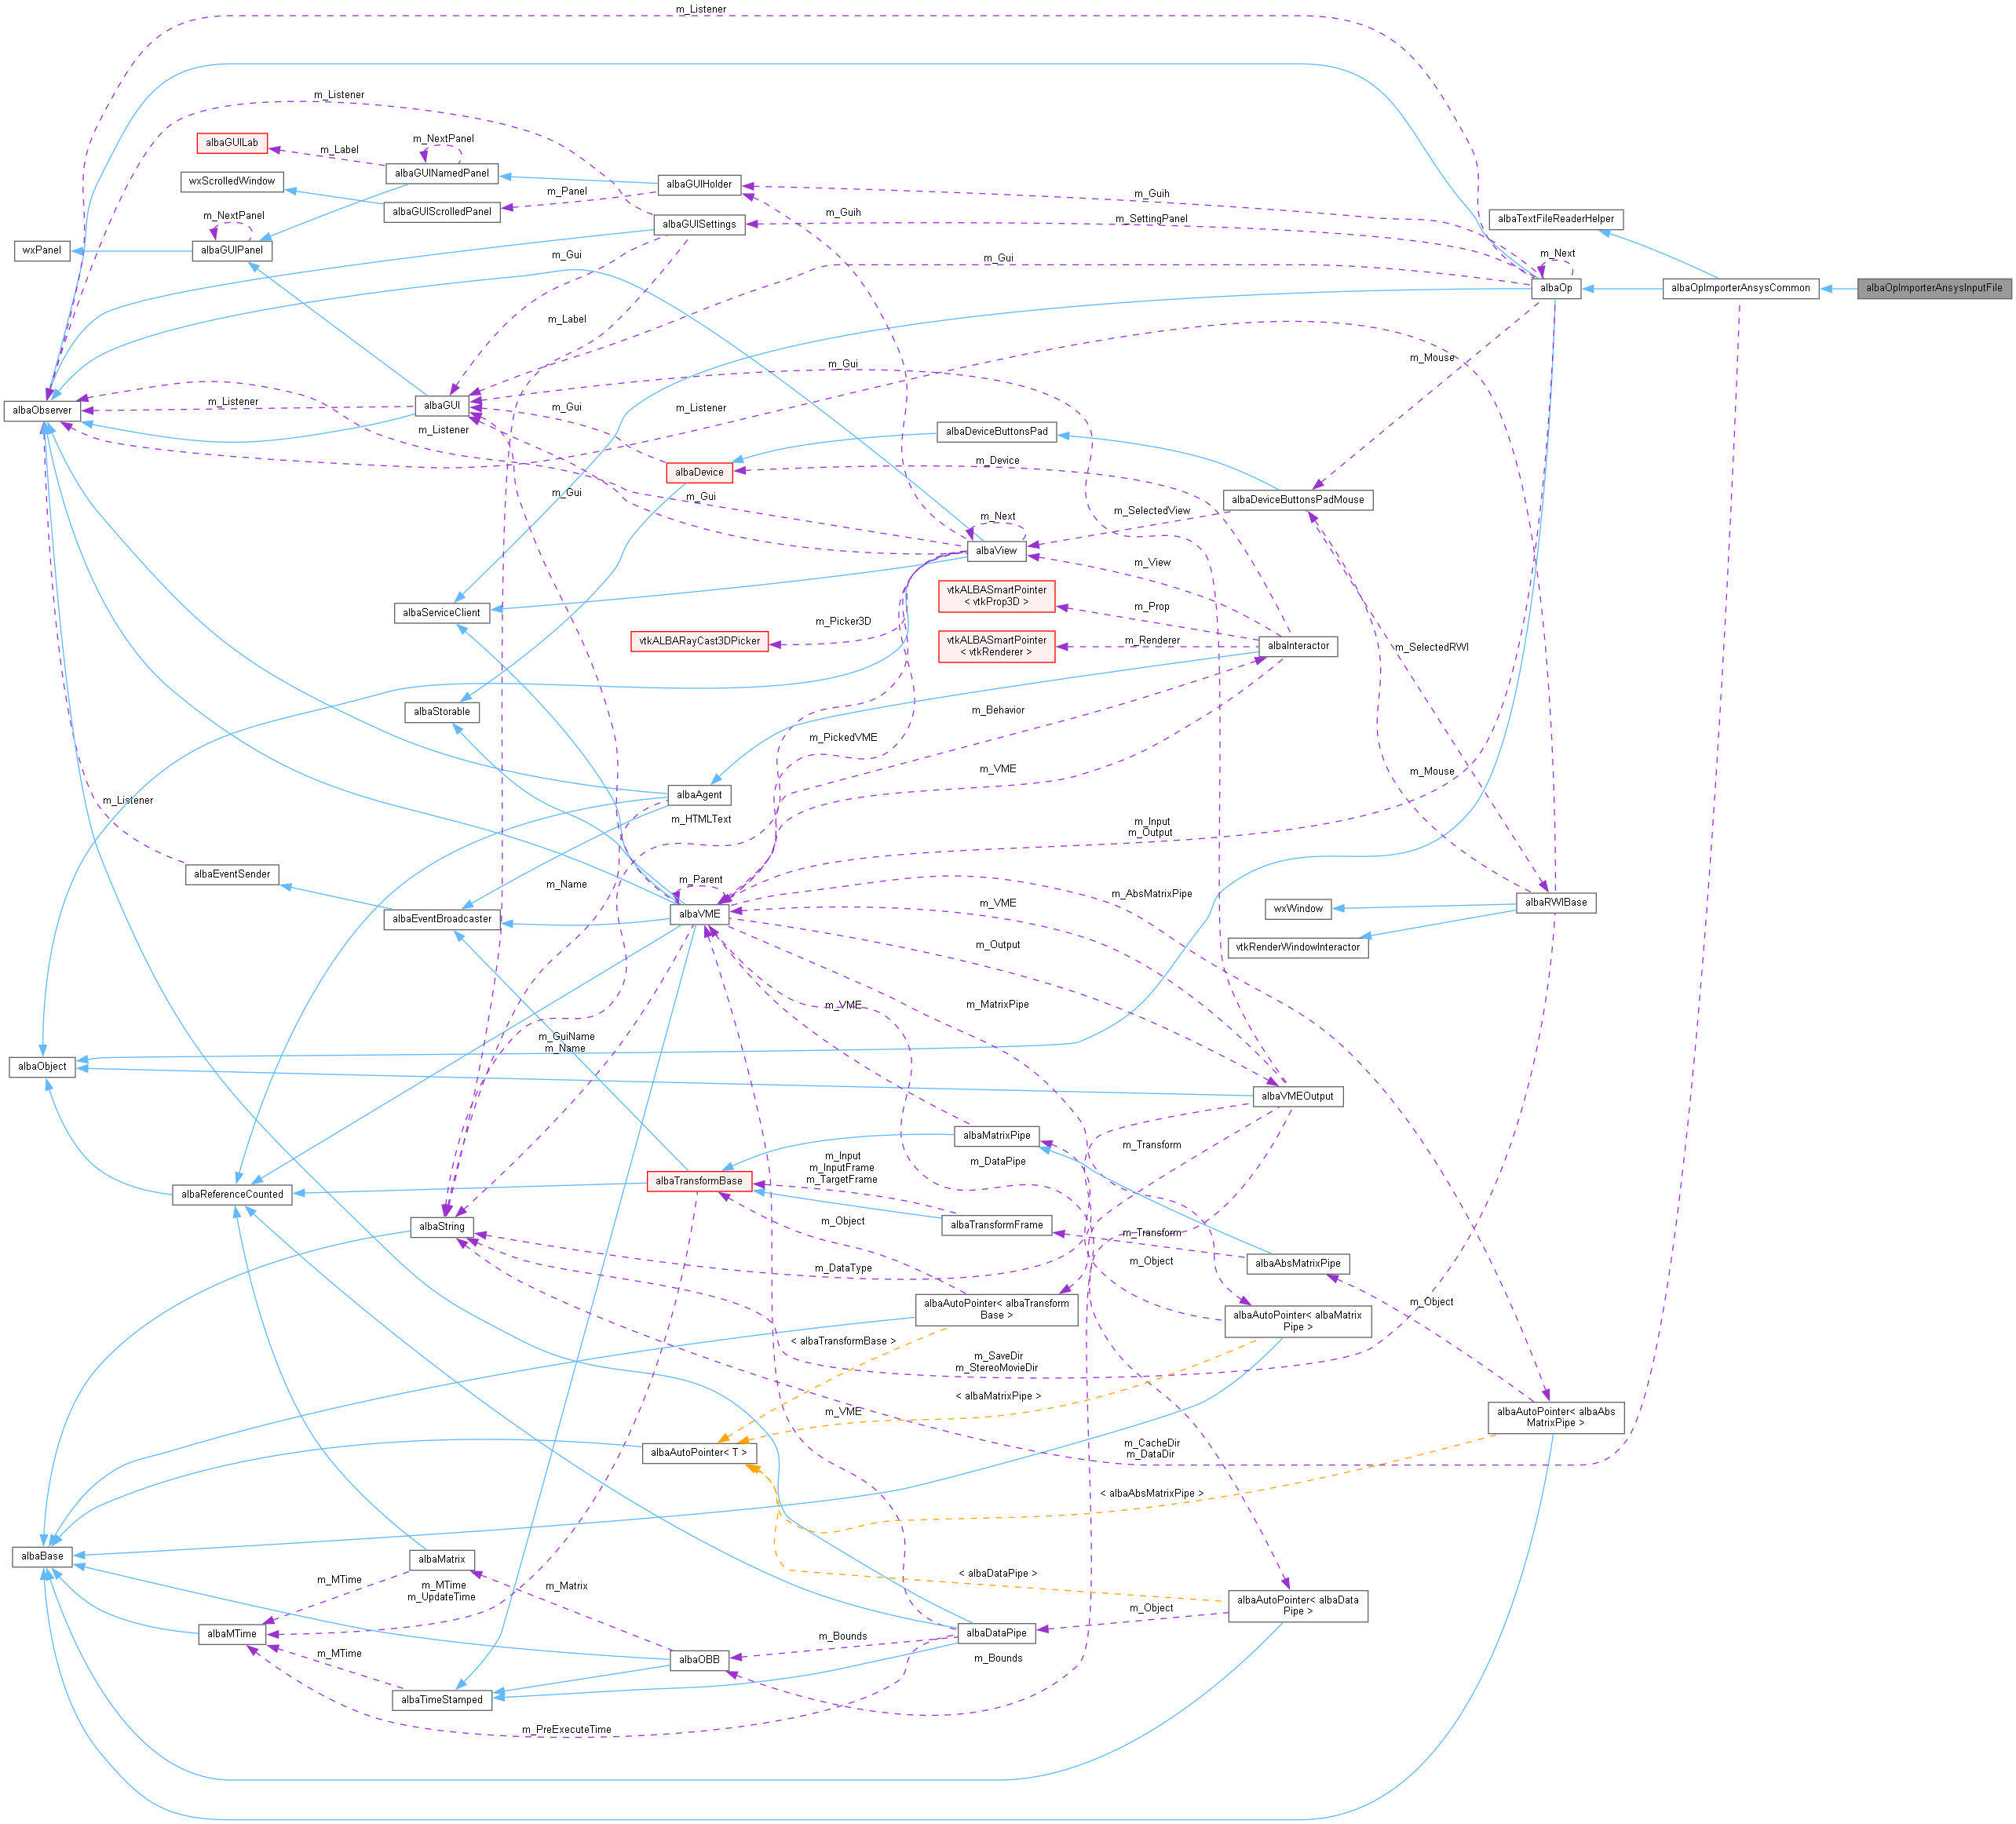 m_Listener
m_Listener
albaGUILab
m_Label
m_NextPanel
albaGUINamedPanel
wxScrolledWindow
albaGUIHolder
m_Panel
albaGUIScrolledPanel
m_Guih
m_NextPanel
m_Guih
albaGUISettings
m_SettingPanel
albaTextFileReaderHelper
wxPanel
albaGUIPanel
m_Gui
m_Gui
m_Next
albaOp
albaOpImporterAnsysCommon
albaOpImporterAnsysInputFile
m_Label
m_Mouse
m_Gui
albaObserver
m_Listener
albaGUI
m_Gui
m_Listener
m_Listener
albaDeviceButtonsPad
albaDevice
m_Device
m_Gui
m_Gui
albaDeviceButtonsPadMouse
m_SelectedView
m_Next
albaView
m_View
vtkALBASmartPointer
< vtkProp3D >
m_Prop
albaServiceClient
m_Picker3D
vtkALBARayCast3DPicker
vtkALBASmartPointer
< vtkRenderer >
m_Renderer
albaInteractor
m_SelectedRWI
albaStorable
m_Behavior
m_PickedVME
m_VME
m_Mouse
albaAgent
m_Listener
m_HTMLText
m_Input
m_Output
albaEventSender
m_Name
m_Parent
m_AbsMatrixPipe
albaEventBroadcaster
albaVME
m_VME
wxWindow
albaRWIBase
m_Output
vtkRenderWindowInteractor
m_VME
m_MatrixPipe
m_GuiName
m_Name
albaObject
albaVMEOutput
albaMatrixPipe
m_Transform
m_Input
m_InputFrame
m_TargetFrame
m_DataPipe
albaTransformBase
albaReferenceCounted
albaString
m_Object
albaTransformFrame
m_Transform
m_DataType
m_Object
albaAbsMatrixPipe
albaAutoPointer< albaTransform
Base >
albaAutoPointer< albaMatrix
Pipe >
m_Object
< albaTransformBase >
m_SaveDir
m_StereoMovieDir
< albaMatrixPipe >
m_VME
albaAutoPointer< albaAbs
MatrixPipe >
albaAutoPointer< T >
m_CacheDir
m_DataDir
< albaAbsMatrixPipe >
albaBase
albaMatrix
m_MTime
m_MTime
m_UpdateTime
m_Matrix
< albaDataPipe >
albaAutoPointer< albaData
Pipe >
m_Object
albaMTime
m_Bounds
albaDataPipe
m_MTime
albaOBB
m_Bounds
albaTimeStamped
m_PreExecuteTime